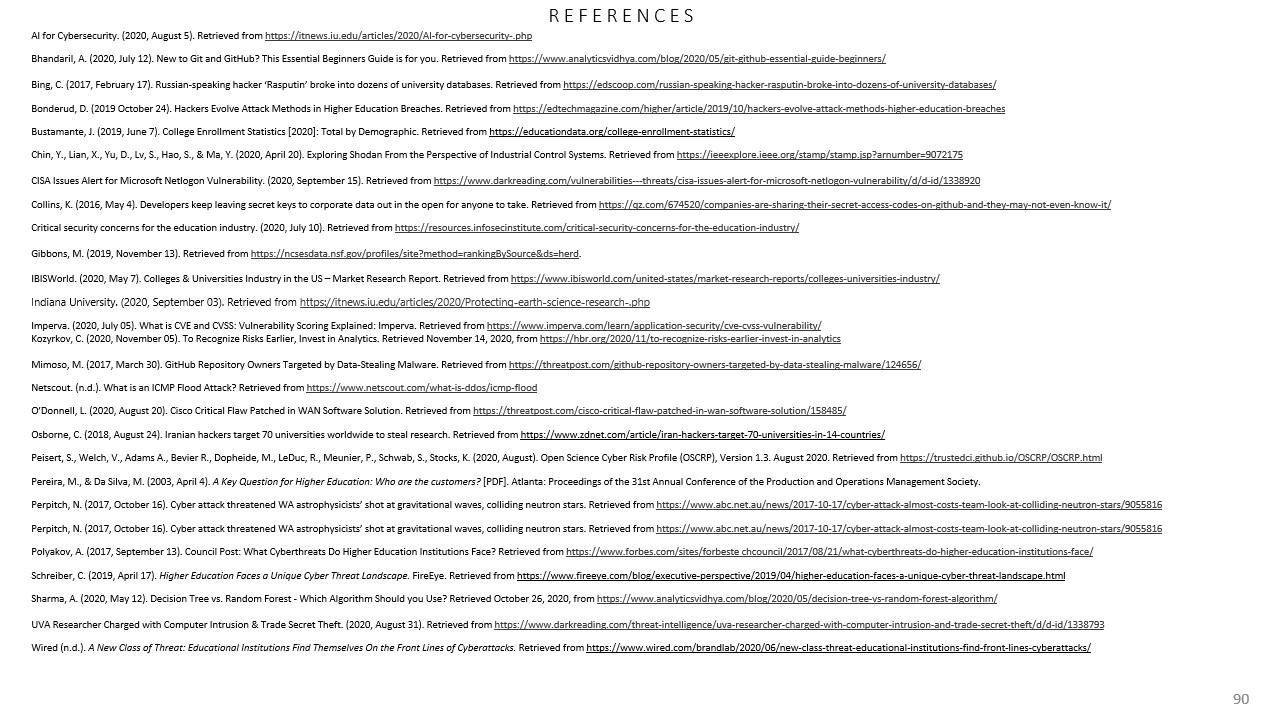 REFERENCES
AI for Cybersecurity. (2020, August 5). Retrieved from https://itnews.iu.edu/articles/2020/AI-for-cybersecurity-.php
Bhandaril, A. (2020, July 12). New to Git and GitHub? This Essential Beginners Guide is for you. Retrieved from https://www.analyticsvidhya.com/blog/2020/05/git-github-essential-guide-beginners/
Bing, C. (2017, February 17). Russian-speaking hacker ‘Rasputin’ broke into dozens of university databases. Retrieved from https://edscoop.com/russian-speaking-hacker-rasputin-broke-into-dozens-of-university-databases/
Bonderud, D. (2019 October 24). Hackers Evolve Attack Methods in Higher Education Breaches. Retrieved from https://edtechmagazine.com/higher/article/2019/10/hackers-evolve-attack-methods-higher-education-breaches
Bustamante, J. (2019, June 7). College Enrollment Statistics [2020]: Total by Demographic. Retrieved from https://educationdata.org/college-enrollment-statistics/
Chin, Y., Lian, X., Yu, D., Lv, S., Hao, S., & Ma, Y. (2020, April 20). Exploring Shodan From the Perspective of Industrial Control Systems. Retrieved from https://ieeexplore.ieee.org/stamp/stamp.jsp?arnumber=9072175
CISA Issues Alert for Microsoft Netlogon Vulnerability. (2020, September 15). Retrieved from https://www.darkreading.com/vulnerabilities---threats/cisa-issues-alert-for-microsoft-netlogon-vulnerability/d/d-id/1338920
Collins, K. (2016, May 4). Developers keep leaving secret keys to corporate data out in the open for anyone to take. Retrieved from https://qz.com/674520/companies-are-sharing-their-secret-access-codes-on-github-and-they-may-not-even-know-it/
Critical security concerns for the education industry. (2020, July 10). Retrieved from https://resources.infosecinstitute.com/critical-security-concerns-for-the-education-industry/
Gibbons, M. (2019, November 13). Retrieved from https://ncsesdata.nsf.gov/profiles/site?method=rankingBySource&ds=herd.
IBISWorld. (2020, May 7). Colleges & Universities Industry in the US – Market Research Report. Retrieved from https://www.ibisworld.com/united-states/market-research-reports/colleges-universities-industry/
Indiana University. (2020, September 03). Retrieved from https://itnews.iu.edu/articles/2020/Protecting-earth-science-research-.php
Imperva. (2020, July 05). What is CVE and CVSS: Vulnerability Scoring Explained: Imperva. Retrieved from https://www.imperva.com/learn/application-security/cve-cvss-vulnerability/
Kozyrkov, C. (2020, November 05). To Recognize Risks Earlier, Invest in Analytics. Retrieved November 14, 2020, from https://hbr.org/2020/11/to-recognize-risks-earlier-invest-in-analytics
Mimoso, M. (2017, March 30). GitHub Repository Owners Targeted by Data-Stealing Malware. Retrieved from https://threatpost.com/github-repository-owners-targeted-by-data-stealing-malware/124656/
Netscout. (n.d.). What is an ICMP Flood Attack? Retrieved from https://www.netscout.com/what-is-ddos/icmp-flood
O’Donnell, L. (2020, August 20). Cisco Critical Flaw Patched in WAN Software Solution. Retrieved from https://threatpost.com/cisco-critical-flaw-patched-in-wan-software-solution/158485/
Osborne, C. (2018, August 24). Iranian hackers target 70 universities worldwide to steal research. Retrieved from https://www.zdnet.com/article/iran-hackers-target-70-universities-in-14-countries/
Peisert, S., Welch, V., Adams A., Bevier R., Dopheide, M., LeDuc, R., Meunier, P., Schwab, S., Stocks, K. (2020, August). Open Science Cyber Risk Profile (OSCRP), Version 1.3. August 2020. Retrieved from https://trustedci.github.io/OSCRP/OSCRP.html
Pereira, M., & Da Silva, M. (2003, April 4). A Key Question for Higher Education: Who are the customers? [PDF]. Atlanta: Proceedings of the 31st Annual Conference of the Production and Operations Management Society.
Perpitch, N. (2017, October 16). Cyber attack threatened WA astrophysicists’ shot at gravitational waves, colliding neutron stars. Retrieved from https://www.abc.net.au/news/2017-10-17/cyber-attack-almost-costs-team-look-at-colliding-neutron-stars/9055816
Perpitch, N. (2017, October 16). Cyber attack threatened WA astrophysicists’ shot at gravitational waves, colliding neutron stars. Retrieved from https://www.abc.net.au/news/2017-10-17/cyber-attack-almost-costs-team-look-at-colliding-neutron-stars/9055816
Polyakov, A. (2017, September 13). Council Post: What Cyberthreats Do Higher Education Institutions Face? Retrieved from https://www.forbes.com/sites/forbeste chcouncil/2017/08/21/what-cyberthreats-do-higher-education-institutions-face/
Schreiber, C. (2019, April 17). Higher Education Faces a Unique Cyber Threat Landscape. FireEye. Retrieved from https://www.fireeye.com/blog/executive-perspective/2019/04/higher-education-faces-a-unique-cyber-threat-landscape.html
Sharma, A. (2020, May 12). Decision Tree vs. Random Forest - Which Algorithm Should you Use? Retrieved October 26, 2020, from https://www.analyticsvidhya.com/blog/2020/05/decision-tree-vs-random-forest-algorithm/
UVA Researcher Charged with Computer Intrusion & Trade Secret Theft. (2020, August 31). Retrieved from https://www.darkreading.com/threat-intelligence/uva-researcher-charged-with-computer-intrusion-and-trade-secret-theft/d/d-id/1338793
Wired (n.d.). A New Class of Threat: Educational Institutions Find Themselves On the Front Lines of Cyberattacks. Retrieved from https://www.wired.com/brandlab/2020/06/new-class-threat-educational-institutions-find-front-lines-cyberattacks/
90